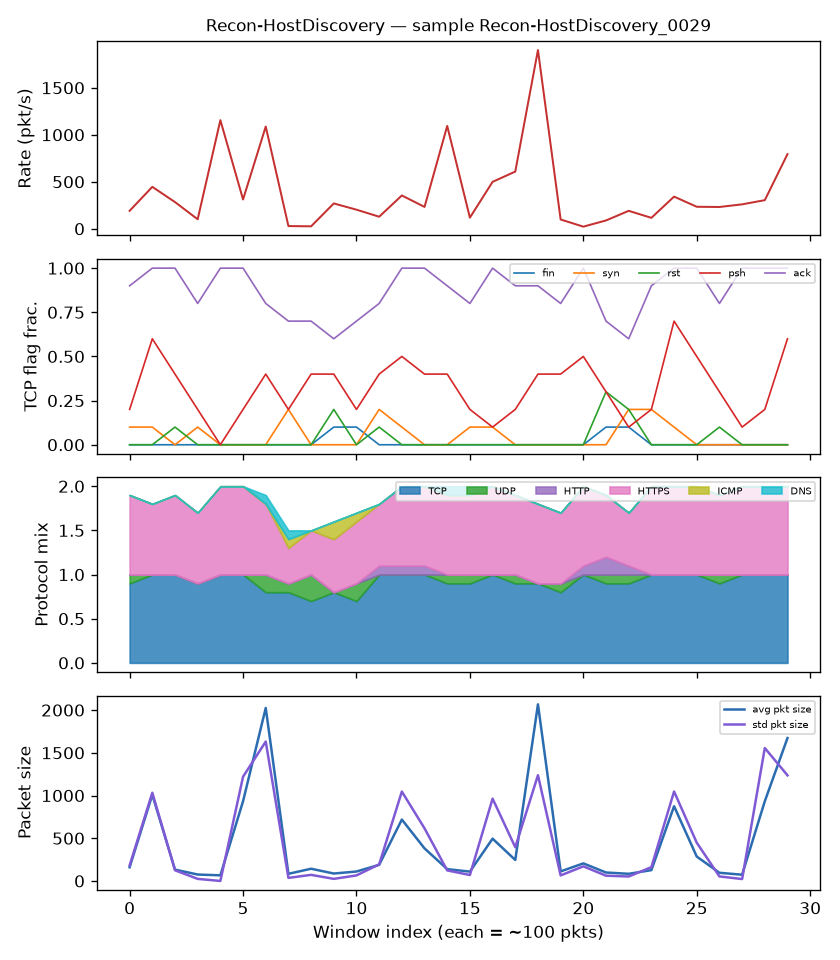 Recon-HostDiscovery — sample Recon-HostDiscovery_0029
Rate (pkt/s)
1500
1000
500
0
TCP flag frac.
1.00
0.75
0.50
0.25
0.00
fin syn rst psh ack
Protocol mix
2.0
1.5
1.0
0.5
0.0
TCP UDP HTTP HTTPS ICMP DNS
Packet size
2000
1500
1000
500
0
avg pkt size
std pkt size
0 5 10 15 20 25 30
Window index (each = ~100 pkts)